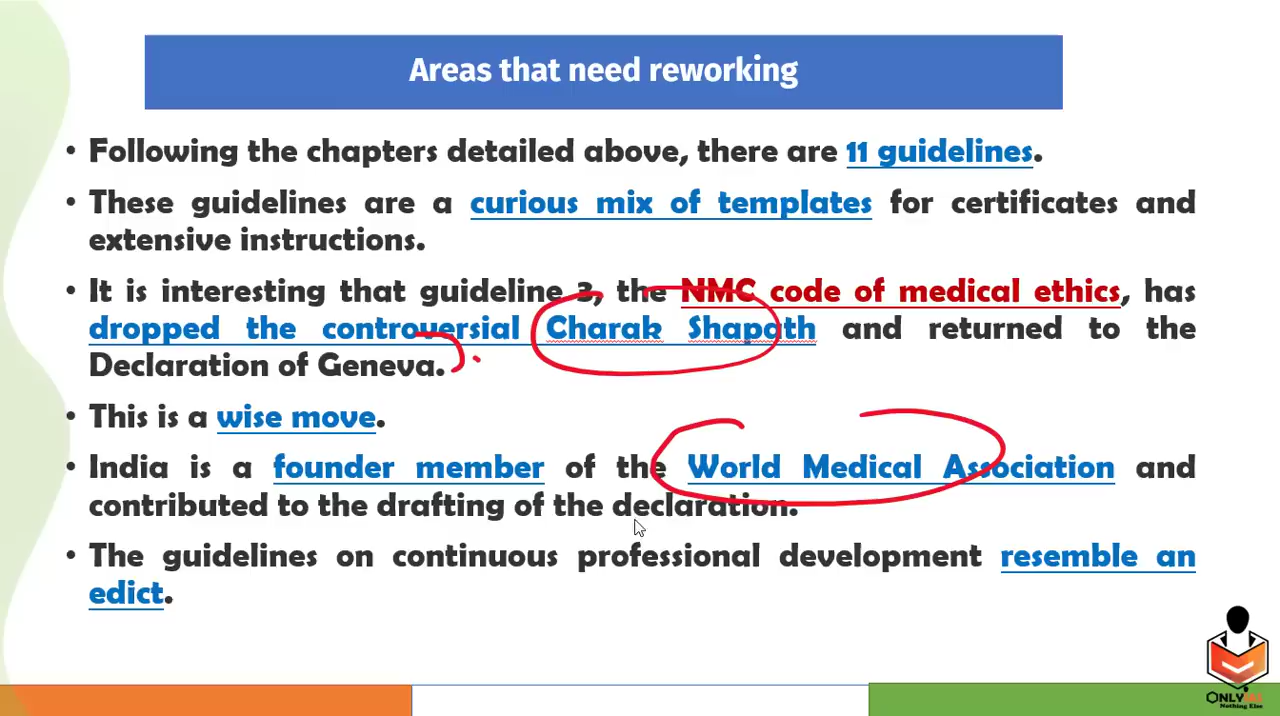 Areas that need reworking
• Following the chapters detailed above, there are 11 guidelines.
• These guidelines are a curious mix of templates for certificates and
extensive instructions.
• It is interesting that guideline 3, the NMC code of medical ethics, has
dropped the controversial Charak Shapath and returned to the
Declaration of Geneva.
• This is a wise move.
• India is a founder member of the World Medical Association and
contributed to the drafting of the declaration.
• The guidelines on continuous professional development resemble an
edict.
ONLYIAS
Nothing Else